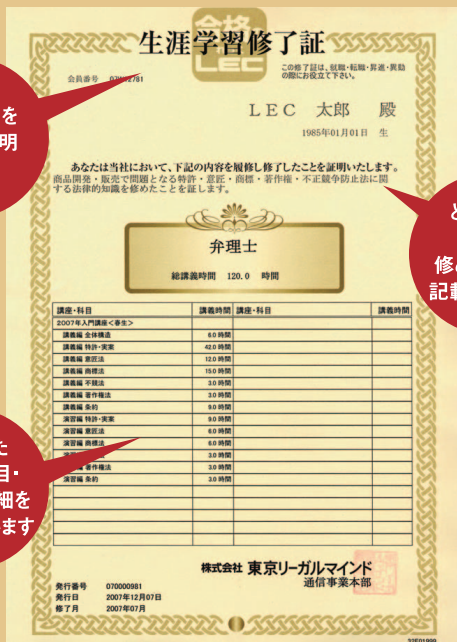 合格
LEC
生涯学習修了証
会員番号
この修了証は、就職・転職・昇進・異動
の際にお役立て下さい。
ＬＥＣ 太郎 殿
1985年01月01日 生
あなたは当社において、下記の内容を履修し修了したことを証明いたします。
商品開発・販売で問題となる特許・意匠・商標・著作権・不正競争防止法に関
する法律的知識を修めたことを証します。
弁理士
総講義時間 120.0 時間
講座・科目 講義時間 講座・科目 講義時間
2007年入門講座＜春生＞
講義編 全体構造 6.0 時間
講義編 特許・実案 42.0 時間
講義編 意匠法 12.0 時間
講義編 商標法 15.0 時間
講義編 不競法 3.0 時間
講義編 著作権法 3.0 時間
講義編 条約 9.0 時間
演習編 特許・実案 9.0 時間
演習編 意匠法 6.0 時間
演習編 商標法 6.0 時間
3.0 時間
著作権法 3.0 時間
演習編 条約 3.0 時間
株式会社 東京リーガルマインド
通信事業本部
発行番号 070000981
発行日 2007年12月07日
修了月 2007年07月
を
明
と
修
記載
た
目・
細を
ます